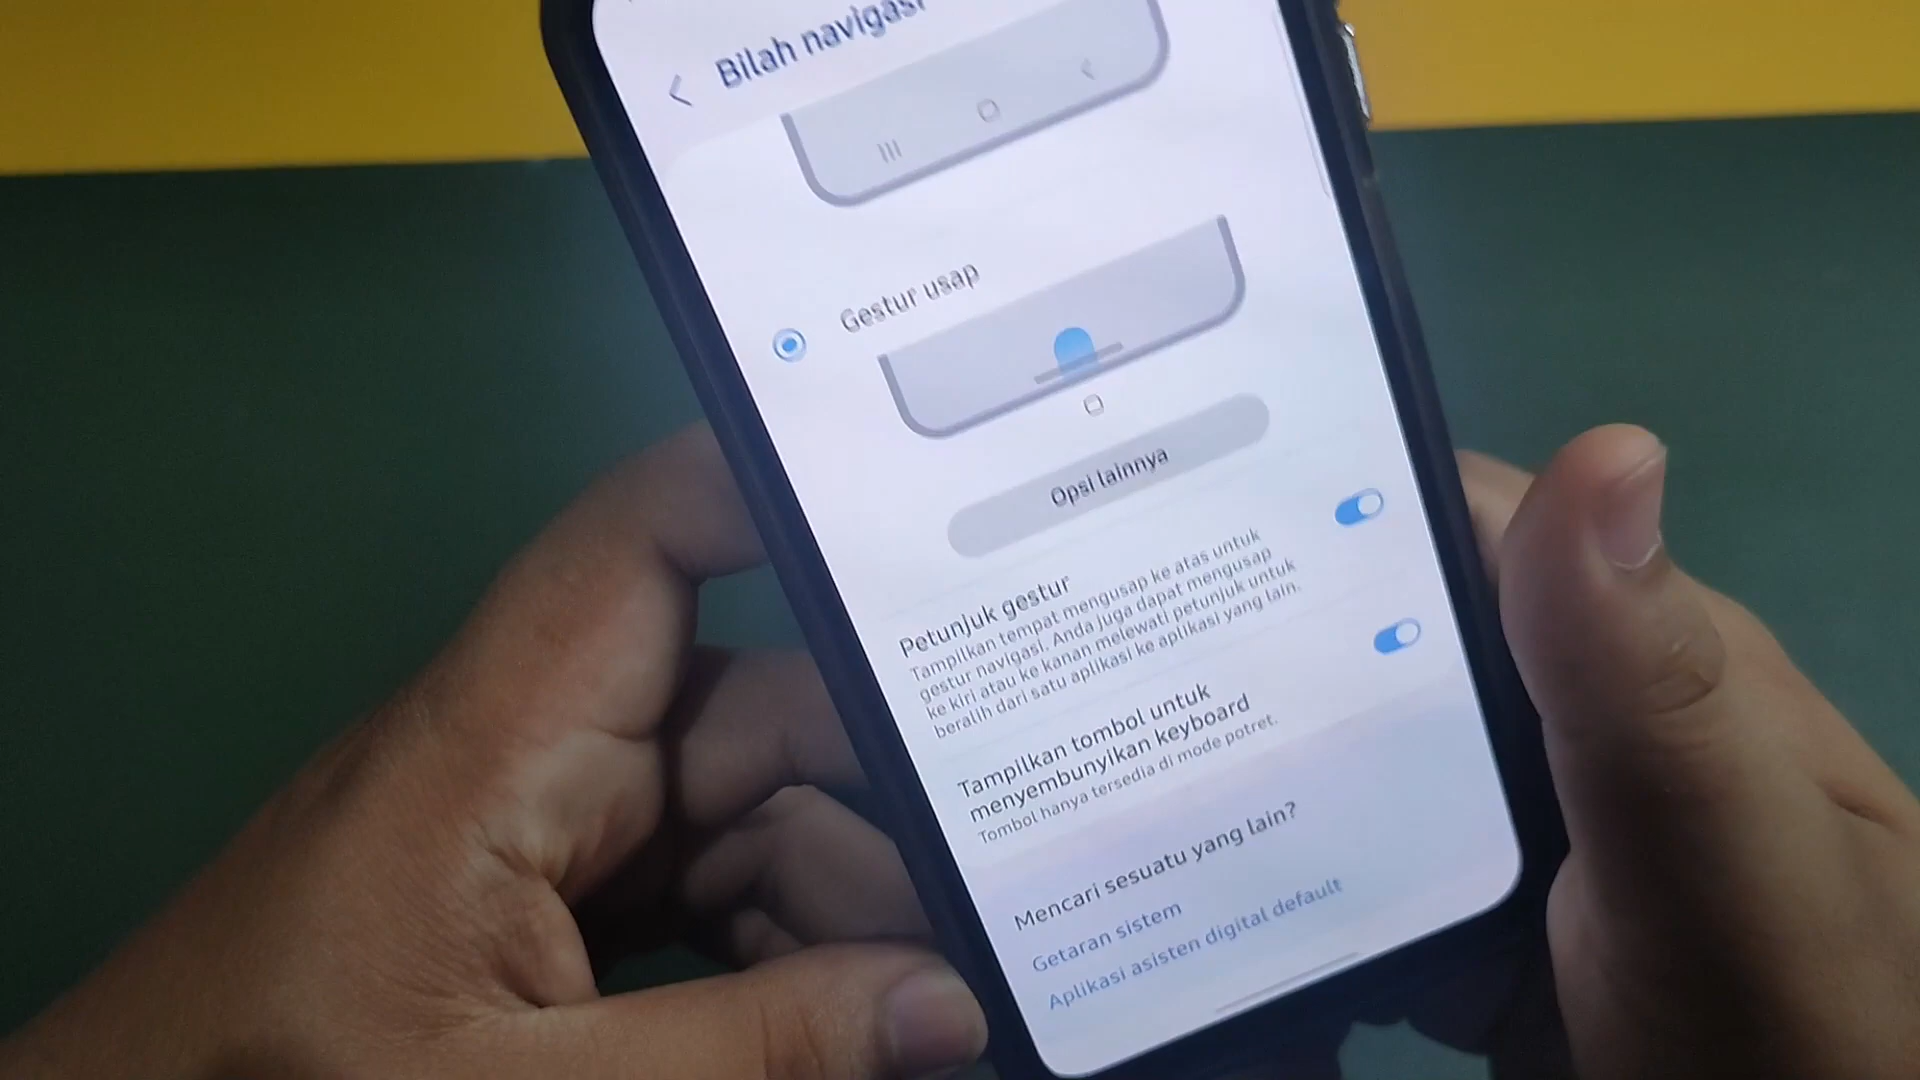 Bilah navigasi
Gestur usap
Opsi lainnya
Petunjuk gestur
Tampilkan tempat mengusap ke atas untuk
gestur navigasi. Anda juga dapat mengusap
ke kiri atau ke kanan melewati petunjuk untuk
beralih dari satu aplikasi ke aplikasi yang lain.
Tampilkan tombol untuk
menyembunyikan keyboard
Tombol hanya tersedia di mode potret.
Mencari sesuatu yang lain?
Getaran sistem
Aplikasi asisten digital default